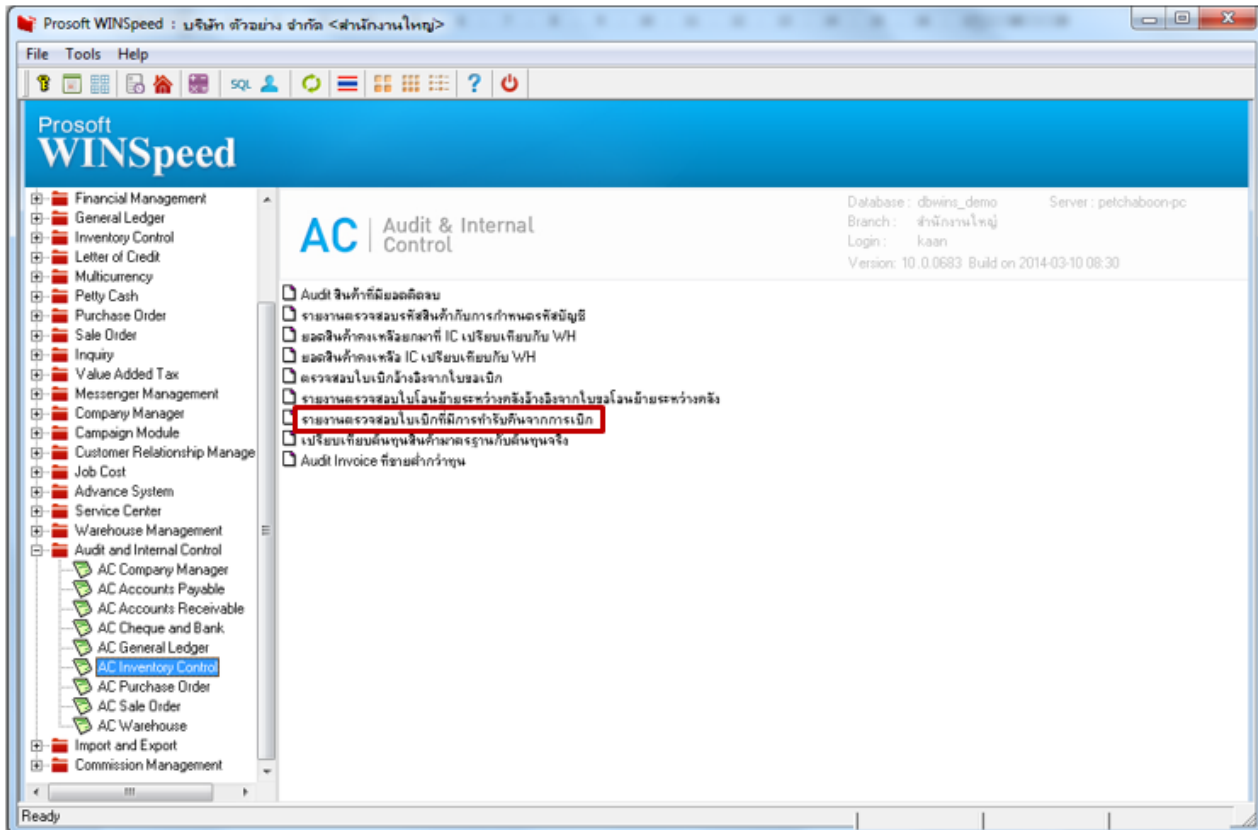 Prosoft WINSpeed : บริษัท ตัวอย่าง จำกัด <สำนักงานใหญ่>
File Tools Help
SQL
Prosoft
WINSpeed
Financial Management
General Ledger
Inventory Control
Letter of Credit
Multicurrency
Petty Cash
Purchase Order
Sale Order
Inquiry
Value Added Tax
Messenger Management
Company Manager
Campaign Module
Customer Relationship Manage
Job Cost
Advance System
Service Center
Warehouse Management
Audit and Internal Control
AC Company Manager
AC Accounts Payable
AC Accounts Receivable
AC Cheque and Bank
AC General Ledger
AC Inventory Control
AC Purchase Order
AC Sale Order
AC Warehouse
Import and Export
Commission Management
AC Audit & Internal Control
Database : dbwins_demo Server : petchaboon-pc
Branch : สำนักงานใหญ่
Login : kaan
Version: 10.0.0683 Build on 2014-03-10 08:30
Audit สินค้าที่มียอดติดลบ
รายงานตรวจสอบรหัสสินค้ากับการกำหนดรหัสบัญชี
ยอดสินค้าคงเหลือยกมาที่ IC เปรียบเทียบกับ WH
ยอดสินค้าคงเหลือ IC เปรียบเทียบกับ WH
ตรวจสอบใบเบิกอ้างอิงจากใบขอเบิก
รายงานตรวจสอบใบโอนย้ายระหว่างคลังอ้างอิงจากใบขอโอนย้ายระหว่างคลัง
รายงานตรวจสอบใบเบิกที่มีการทำรับคืนจากการเบิก
เปรียบเทียบต้นทุนสินค้ามาตรฐานกับต้นทุนจริง
Audit Invoice ที่ขายต่ำกว่าทุน
Ready